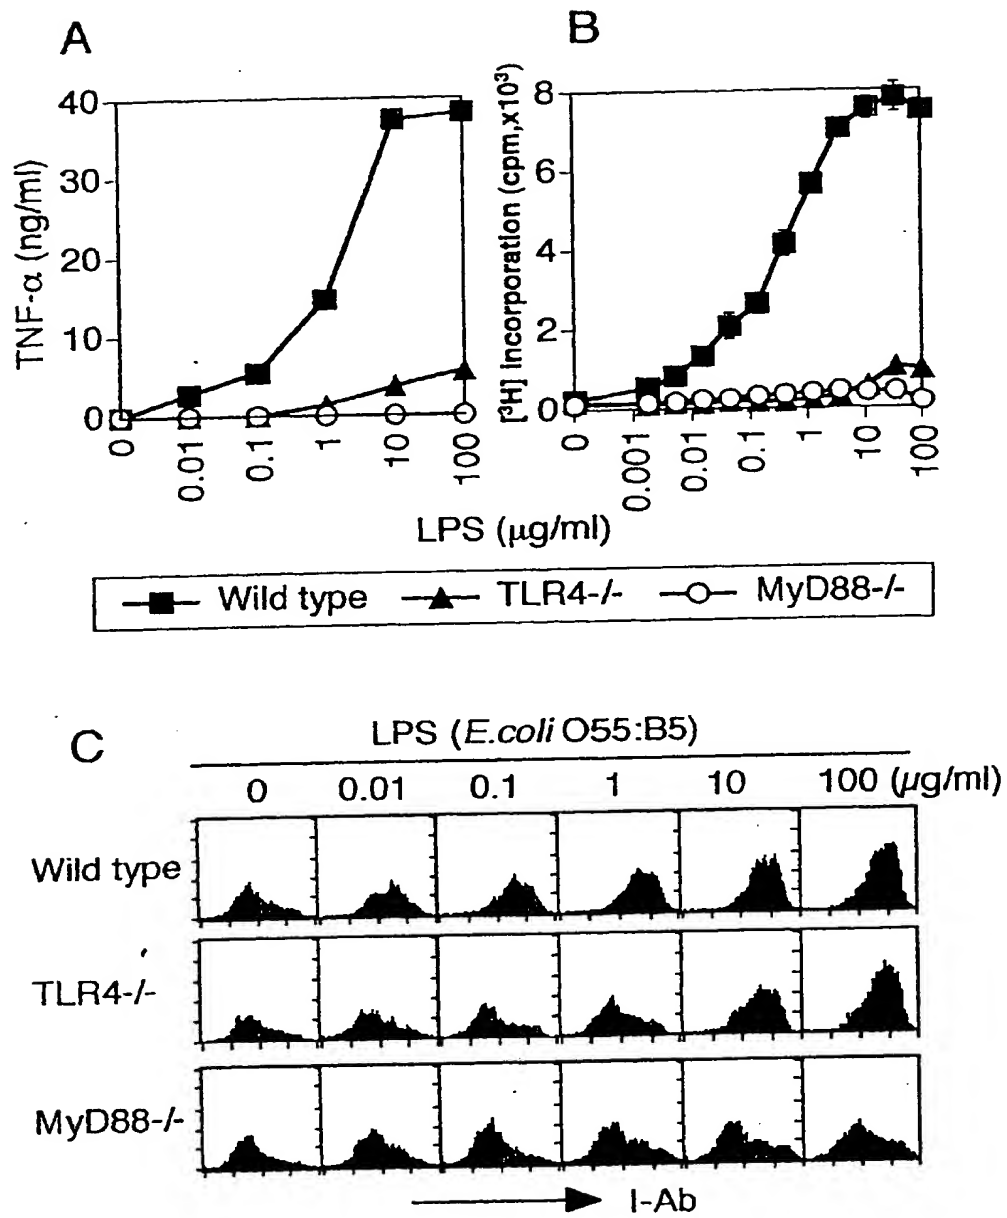 A
TNF-α (ng/ml)
40
30
20
10
0
0
0.01
0.1
1
10
100
B
[³H] incorporation (cpm,x10³)
8
6
4
2
0
0
0.001
0.01
0.1
1
10
100
LPS (μg/ml)
Wild type TLR4-/- MyD88-/-
C
LPS (E.coli O55:B5)
0 0.01 0.1 1 10 100 (μg/ml)
Wild type
TLR4-/-
MyD88-/-
I-Ab